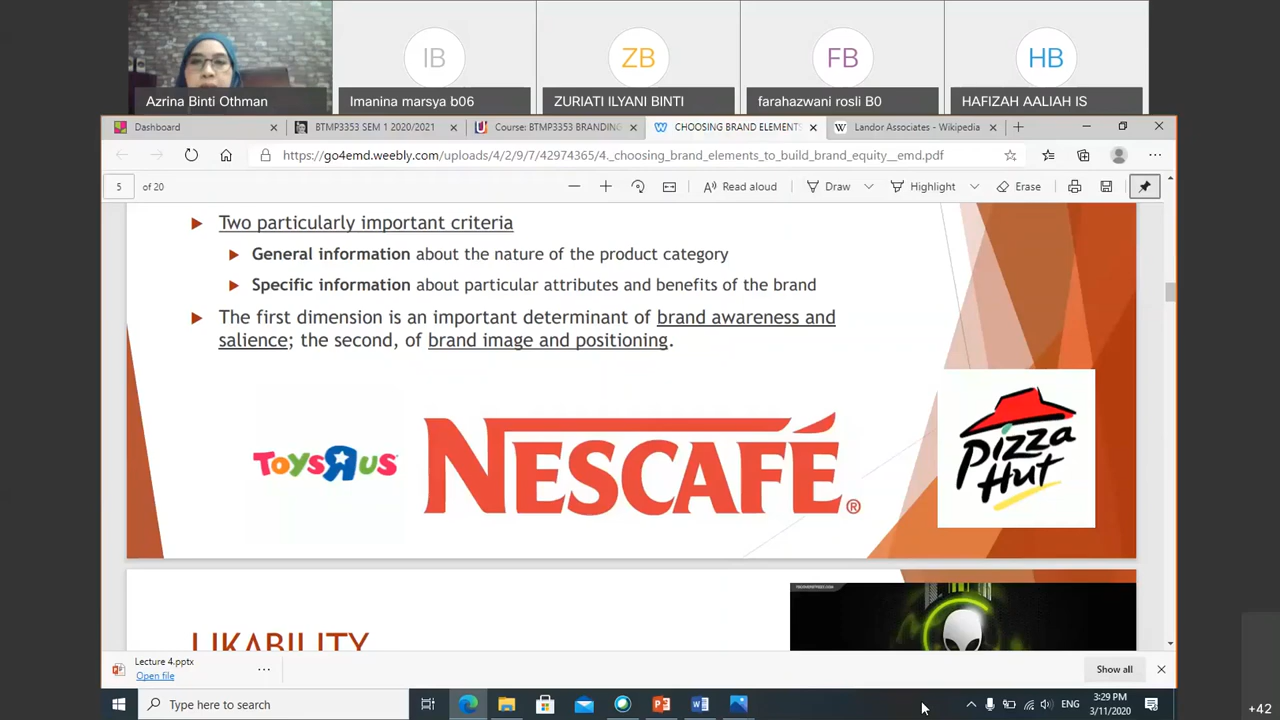 IB
ZB
FB
HB
Azrina Binti Othman
Imanina marsya b06
ZURIATI ILYANI BINTI
farahazwani rosli B0
HAFIZAH AALIAH IS
Dashboard
BTMP3353 SEM 1 2020/2021
Course: BTMP3353 BRANDING
CHOOSING BRAND ELEMENTS
W Landor Associates - Wikipedia
https://go4emd.weebly.com/uploads/4/2/9/7/42974365/4._choosing_brand_elements_to_build_brand_equity__emd.pdf
5 of 20
Read aloud
Draw
Highlight
Erase
Two particularly important criteria
General information about the nature of the product category
Specific information about particular attributes and benefits of the brand
The first dimension is an important determinant of brand awareness and
salience; the second, of brand image and positioning.
TOYSRUS
NESCAFÉ®
Pizza
Hut
LIKABILITY
Lecture 4.pptx
Open file
Show all
Type here to search
ENG
3:29 PM
3/11/2020
+42